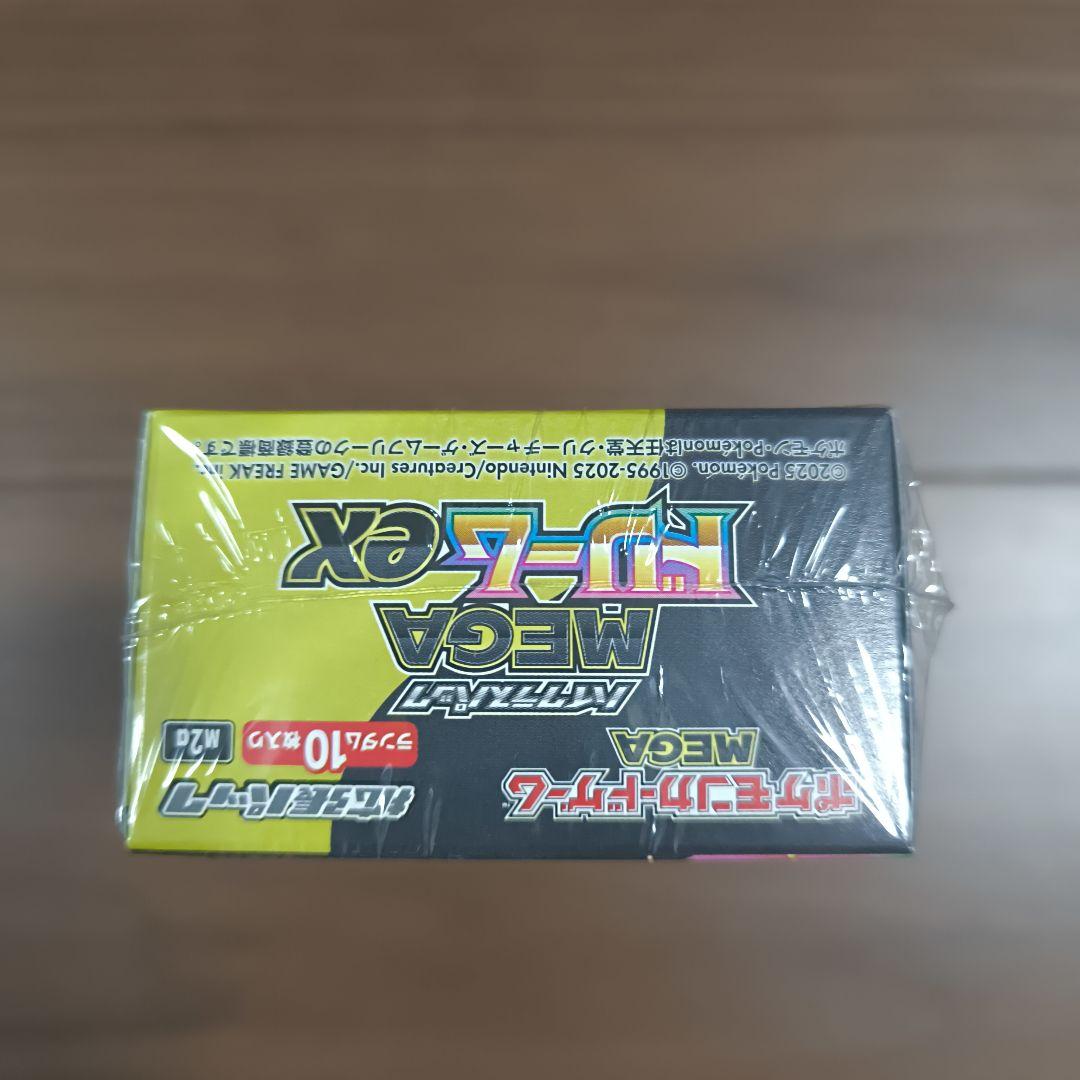 ポケモンカードゲーム
MEGA
拡張パック
ランダム10枚入り
M2a
ハイクラスパック
MEGA
ドリームex
©2025 Pokémon. ©1995-2025 Nintendo/Creatures Inc./GAME FREAK inc.
ポケモン・Pokémonは任天堂・クリーチャーズ・ゲームフリークの登録商標です。